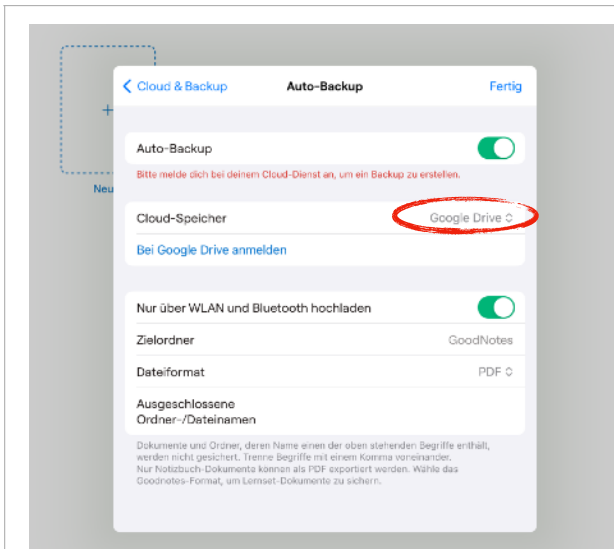 Cloud & Backup
Auto-Backup
Fertig
Neu
Auto-Backup
Bitte melde dich bei deinem Cloud-Dienst an, um ein Backup zu erstellen.
Cloud-Speicher
Google Drive
Bei Google Drive anmelden
Nur über WLAN und Bluetooth hochladen
Zielordner
GoodNotes
Dateiformat
PDF
Ausgeschlossene
Ordner-/Dateinamen
Dokumente und Ordner, deren Name einen der oben stehenden Begriffe enthält,
werden nicht gesichert. Trenne Begriffe mit einem Komma voneinander.
Nur Notizbuch-Dokumente können als PDF exportiert werden. Wähle das
Goodnotes-Format, um Lernset-Dokumente zu sichern.